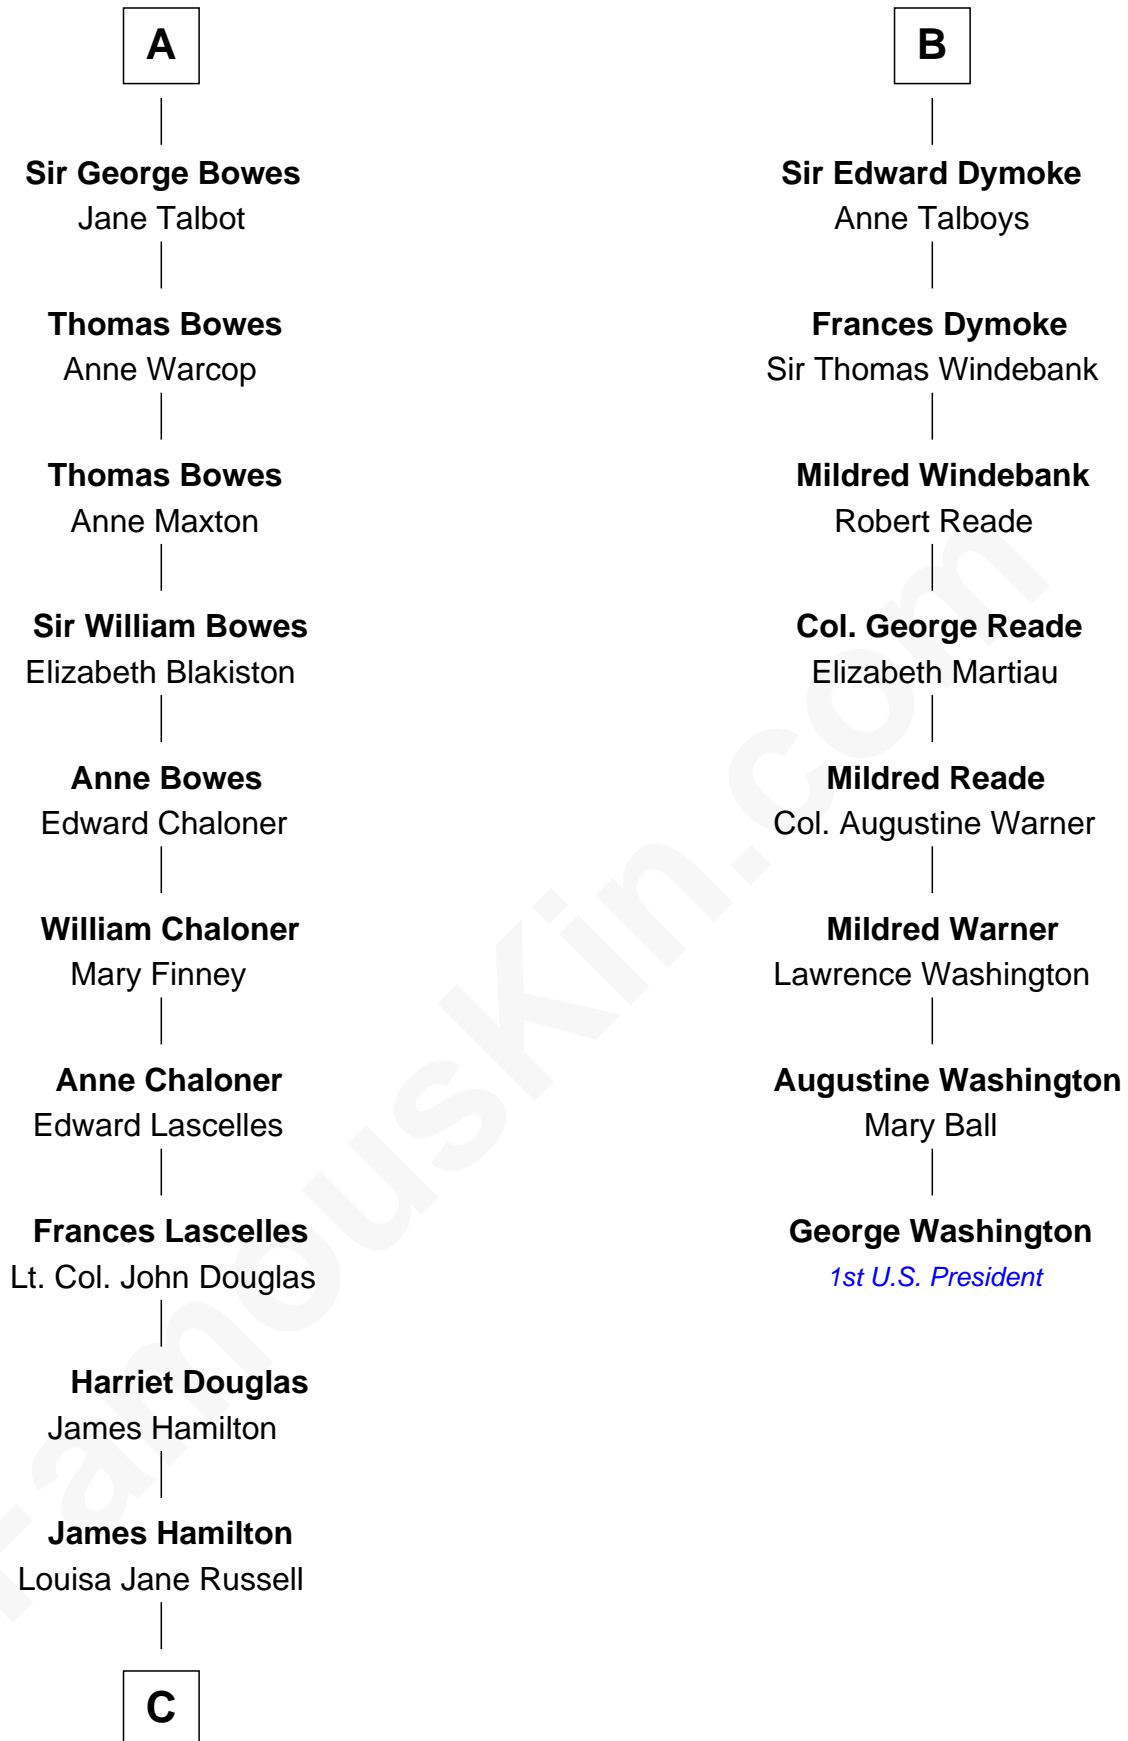 A
Sir George Bowes
Jane Talbot
Thomas Bowes
Anne Warcop
Thomas Bowes
Anne Maxton
Sir William Bowes
Elizabeth Blakiston
Anne Bowes
Edward Chaloner
William Chaloner
Mary Finney
Anne Chaloner
Edward Lascelles
Frances Lascelles
Lt. Col. John Douglas
Harriet Douglas
James Hamilton
James Hamilton
Louisa Jane Russell
C
B
Sir Edward Dymoke
Anne Talboys
Frances Dymoke
Sir Thomas Windebank
Mildred Windebank
Robert Reade
Col. George Reade
Elizabeth Martiau
Mildred Reade
Col. Augustine Warner
Mildred Warner
Lawrence Washington
Augustine Washington
Mary Ball
George Washington
1st U.S. President
FamousKin.com